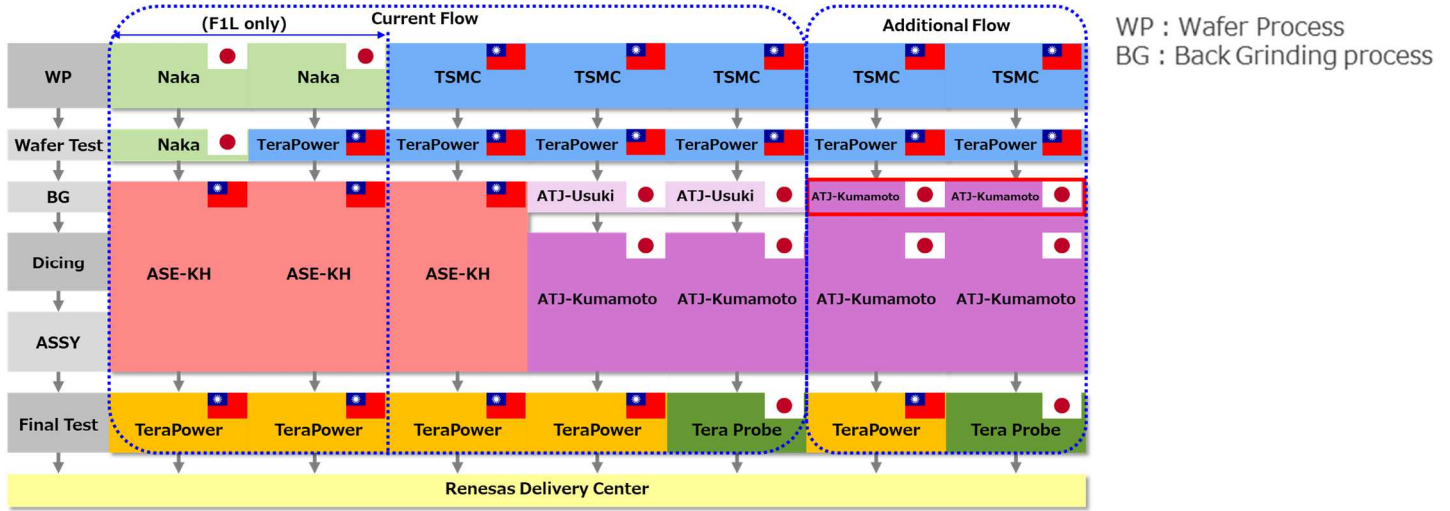 (F1L only)
Current Flow
Additional Flow
WP : Wafer Process
BG : Back Grinding process
WP
Naka
Naka
TSMC
TSMC
TSMC
TSMC
TSMC
Wafer Test
Naka
TeraPower
TeraPower
TeraPower
TeraPower
TeraPower
TeraPower
BG
ATJ-Usuki
ATJ-Usuki
ATJ-Kumamoto
ATJ-Kumamoto
Dicing
ASE-KH
ASE-KH
ASE-KH
ATJ-Kumamoto
ATJ-Kumamoto
ATJ-Kumamoto
ATJ-Kumamoto
ASSY
Final Test
TeraPower
TeraPower
TeraPower
TeraPower
Tera Probe
TeraPower
Tera Probe
Renesas Delivery Center